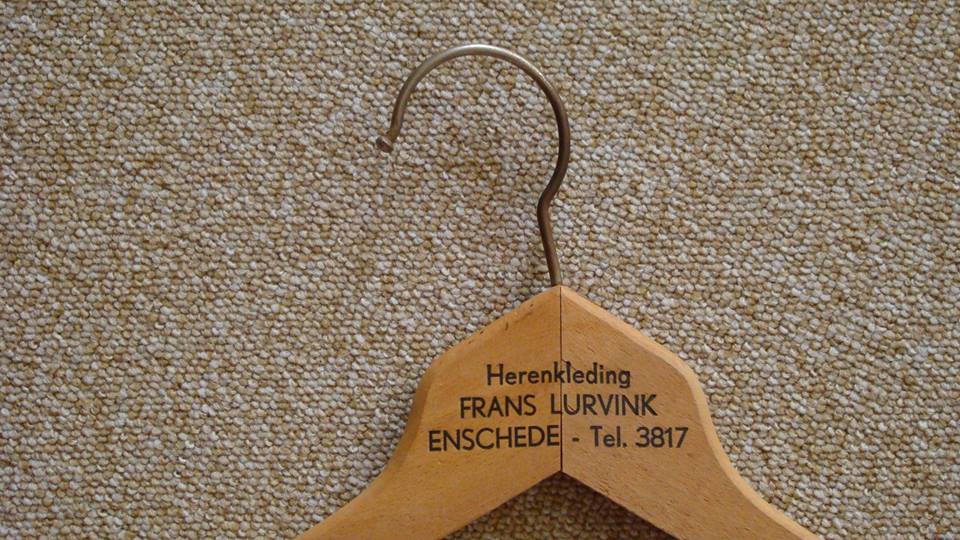 Herenkleding
FRANS LURVINK
ENSCHEDE - Tel. 3817